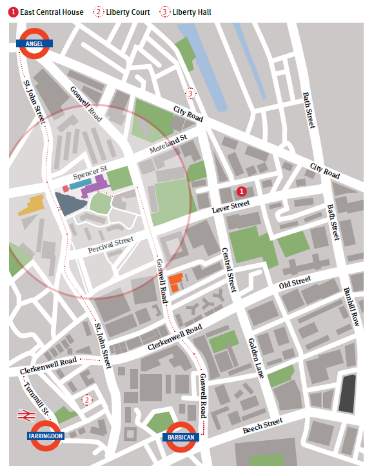 1 East Central House 2 Liberty Court 3 Liberty Hall
ANGEL
St. John Street
Goswell Road
3
City Road
Bath Street
Moreland St
Spencer St
City Road
1
Lever Street
Bath Street
Percival Street
Goswell Road
Central Street
Old Street
Bunhill Row
St. John Street
Clerkenwell Road
Golden Lane
Clerkenwell Road
Turnmill St.
2
Goswell Road
FARRINGDON
BARBICAN
Beech Street